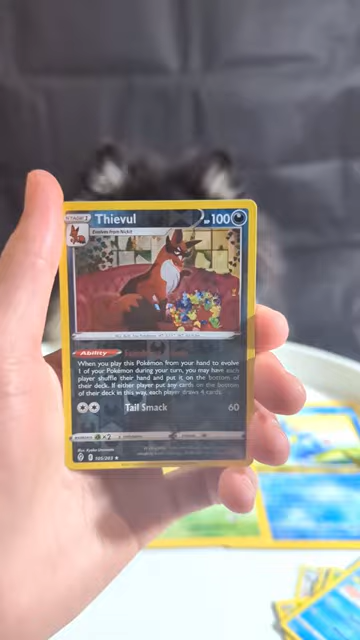 STAGE 1 Thievul HP 100
Evolves from Nickit
Ability
When you play this Pokémon from your hand to evolve
1 of your Pokémon during your turn, you may have each
player shuffle their hand and put it on the bottom of
their deck. If either player put any cards on the bottom
of their deck in this way, each player draws 4 cards.
Tail Smack 60
×2